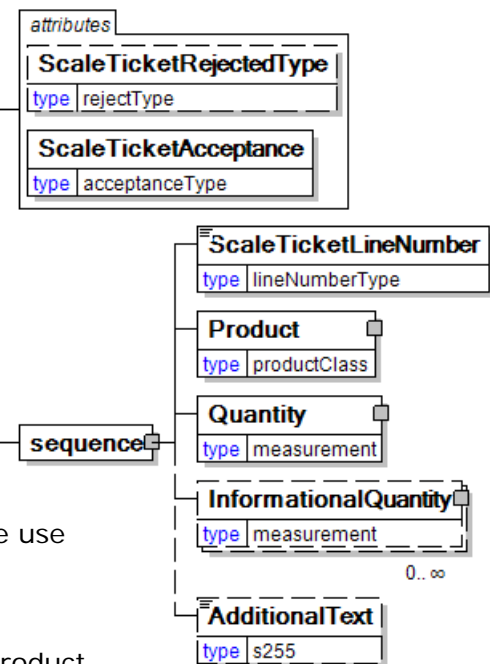 attributes
ScaleTicketRejectedType
type rejectType
ScaleTicketAcceptance
type acceptanceType
ScaleTicketLineNumber
type lineNumberType
Product
type productClass
Quantity
type measurement
sequence
InformationalQuantity
type measurement
e use
0.. ∞
AdditionalText
type s255
roduct